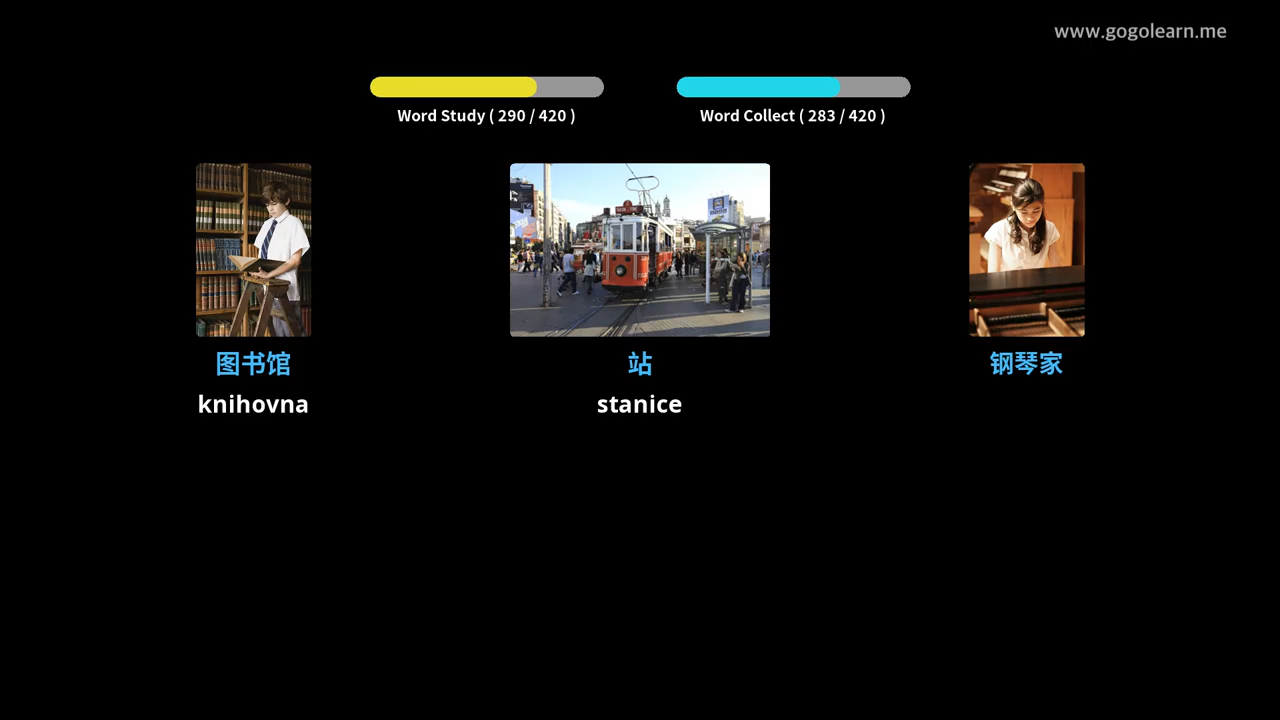 www.gogolearn.me
Word Study ( 290 / 420 )
Word Collect ( 283 / 420 )
图书馆
站
钢琴家
knihovna
stanice